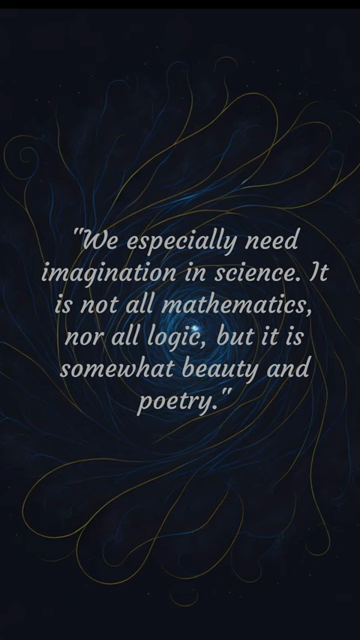 "We especially need
imagination in science. It
is not all mathematics,
nor all logic, but it is
somewhat beauty and
poetry."